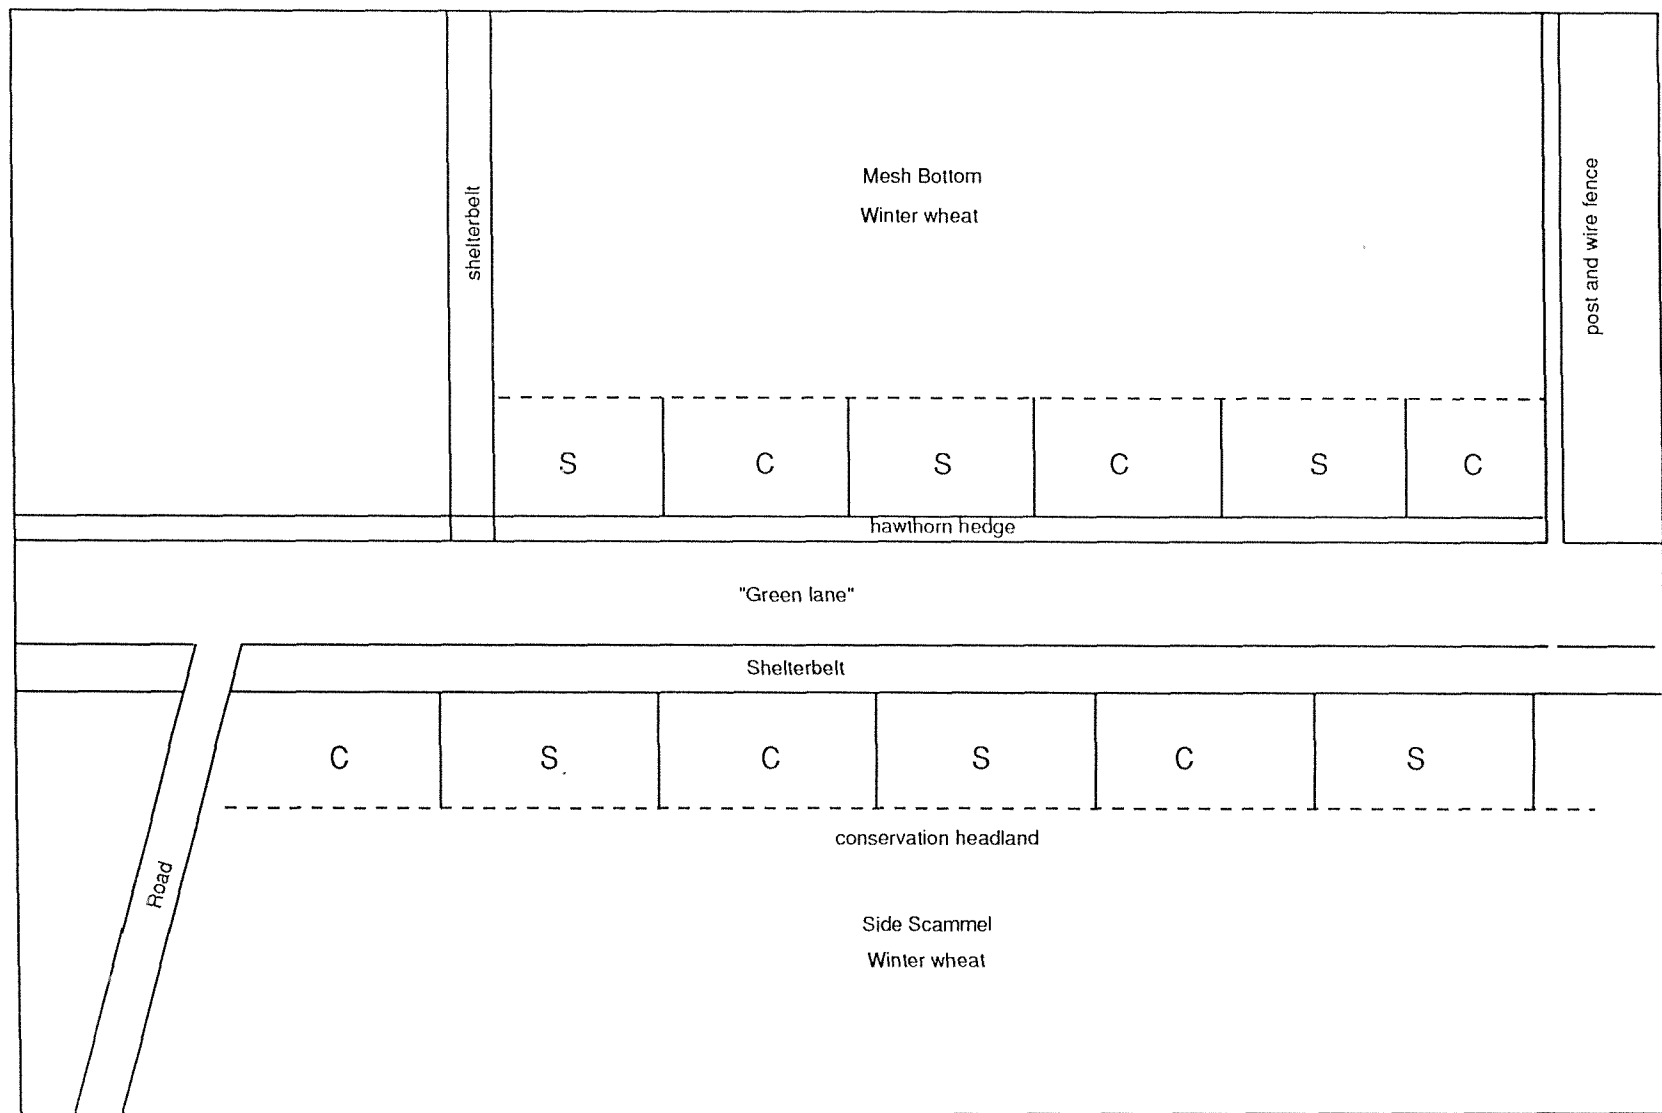 Mesh Bottom
Winter wheat
shelterbelt
post and wire fence
S C S C S C
hawthorn hedge
"Green lane"
Shelterbelt
C S C S C S
conservation headland
Road
Side Scammel
Winter wheat